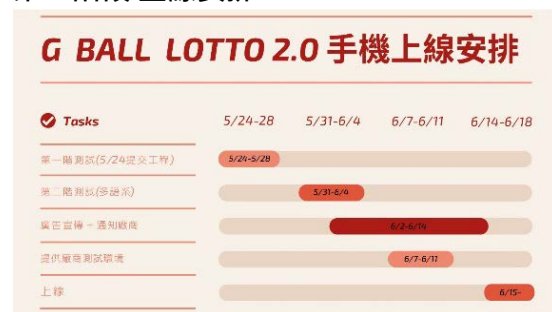 G BALL LOTTO 2.0 手機上線安排
Tasks 5/24-28 5/31-6/4 6/7-6/11 6/14-6/18
第一階測試(5/24提交工程) 5/24-5/28
第二階測試(多語系) 5/31-6/4
廣告宣傳 - 通知廠商 6/2-6/14
提供廠商測試環境 6/7-6/11
上線 6/15-